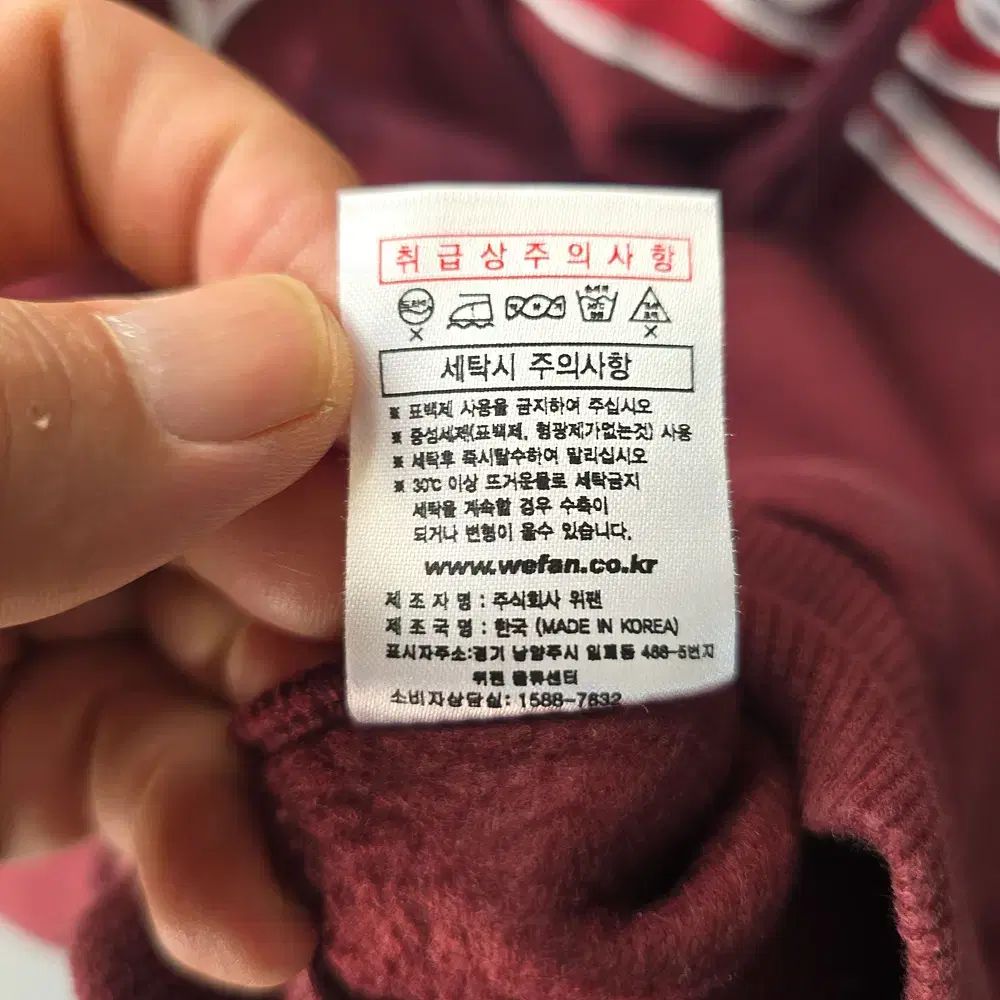 취급상주의사항
세탁시 주의사항
※ 표백제 사용을 금지하여 주십시오
※ 중성세제(표백제, 형광제가없는것) 사용
※ 세탁후 즉시탈수하여 말리십시오
※ 30℃ 이상 뜨거운물로 세탁금지
세탁을 계속할 경우 수축이
되거나 변형이 올수 있습니다.
www.wefan.co.kr
제 조 자 명 : 주식회사 위팬
제 조 국 명 : 한국 (MADE IN KOREA)
표시자주소:경기 남양주시 일패동 468-5번지
위팬 물류센터
소비자상담실: 1588-7832